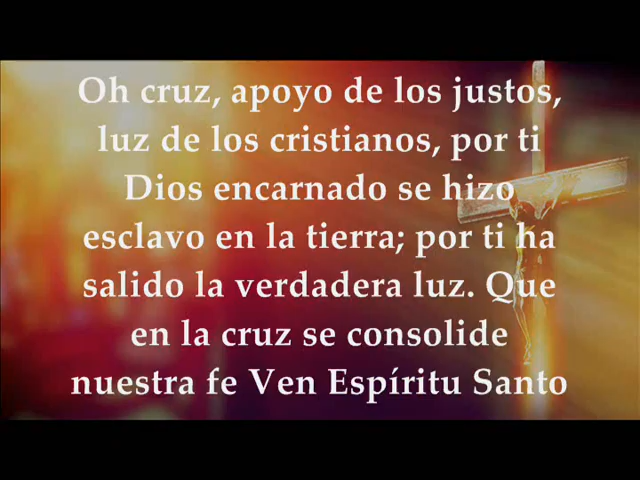 Oh cruz, apoyo de los justos,
luz de los cristianos, por ti
Dios encarnado se hizo
esclavo en la tierra; por ti ha
salido la verdadera luz. Que
en la cruz se consolide
nuestra fe Ven Espíritu Santo